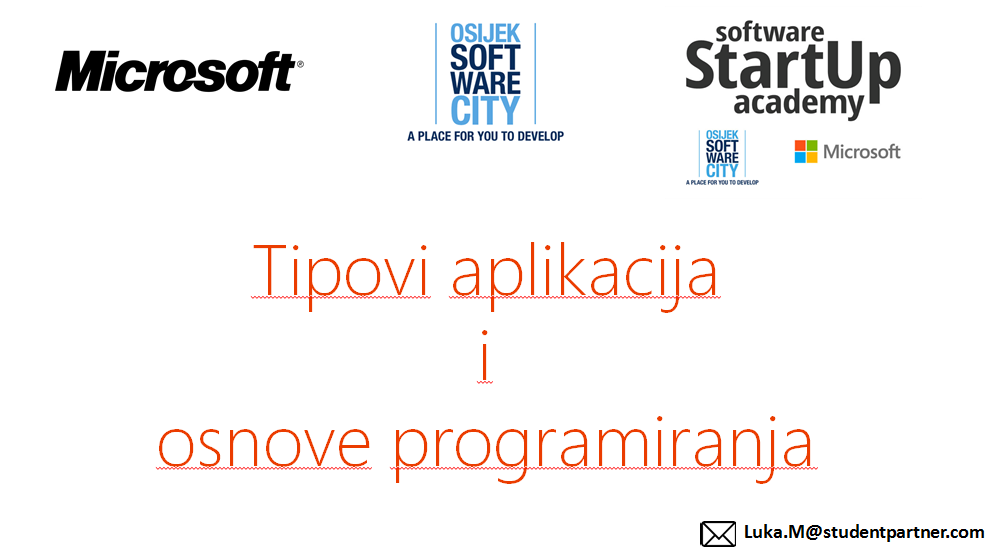 Microsoft®
OSIJEK
SOFT
WARE
CITY
A PLACE FOR YOU TO DEVELOP
software
StartUp
academy
OSIJEK
SOFT
WARE
CITY
A PLACE FOR YOU TO DEVELOP
Microsoft
Tipovi aplikacija
i
osnove programiranja
Luka.M@studentpartner.com